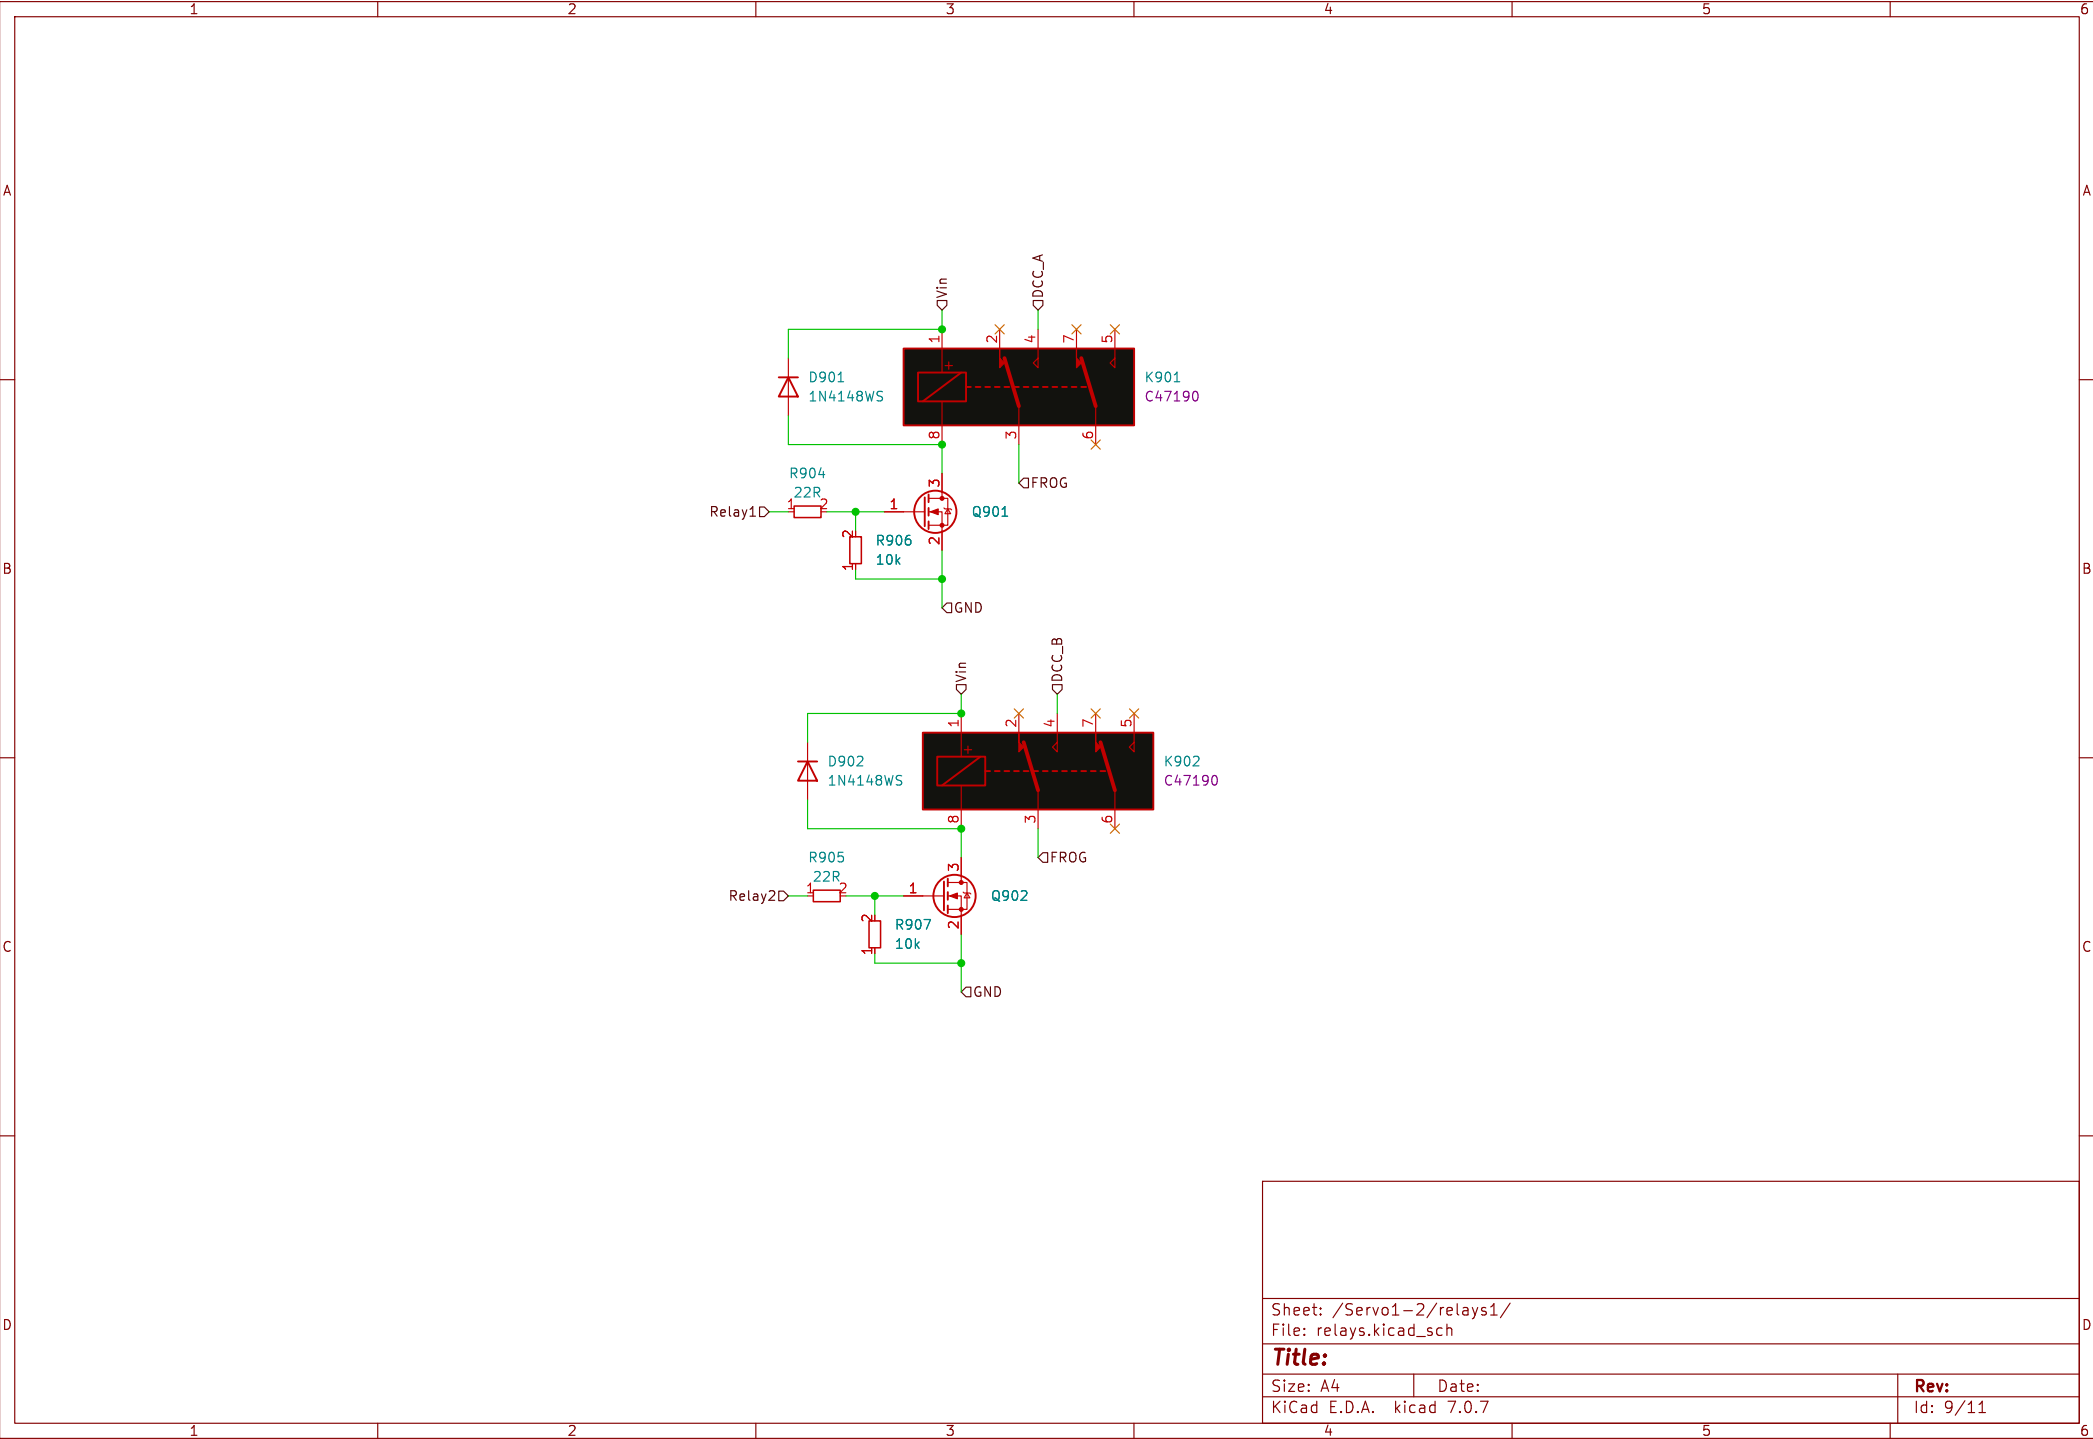 1 2 3 4 5 6
A A
B B
C C
D D
Vin
DCC_A
1 2 4 7 5
D901
1N4148WS
K901
C47190
+
8 3 6
FROG
R904
22R
Relay1 1 2
1 3 2
Q901
R906
10k
2 1
GND
Vin
DCC_B
1 2 4 7 5
D902
1N4148WS
K902
C47190
+
8 3 6
FROG
R905
22R
Relay2 1 2
1 3 2
Q902
R907
10k
2 1
GND
Sheet: /Servo1-2/relays1/
File: relays.kicad_sch
Title:
Size: A4 Date: Rev:
KiCad E.D.A. kicad 7.0.7 Id: 9/11
1 2 3 4 5 6